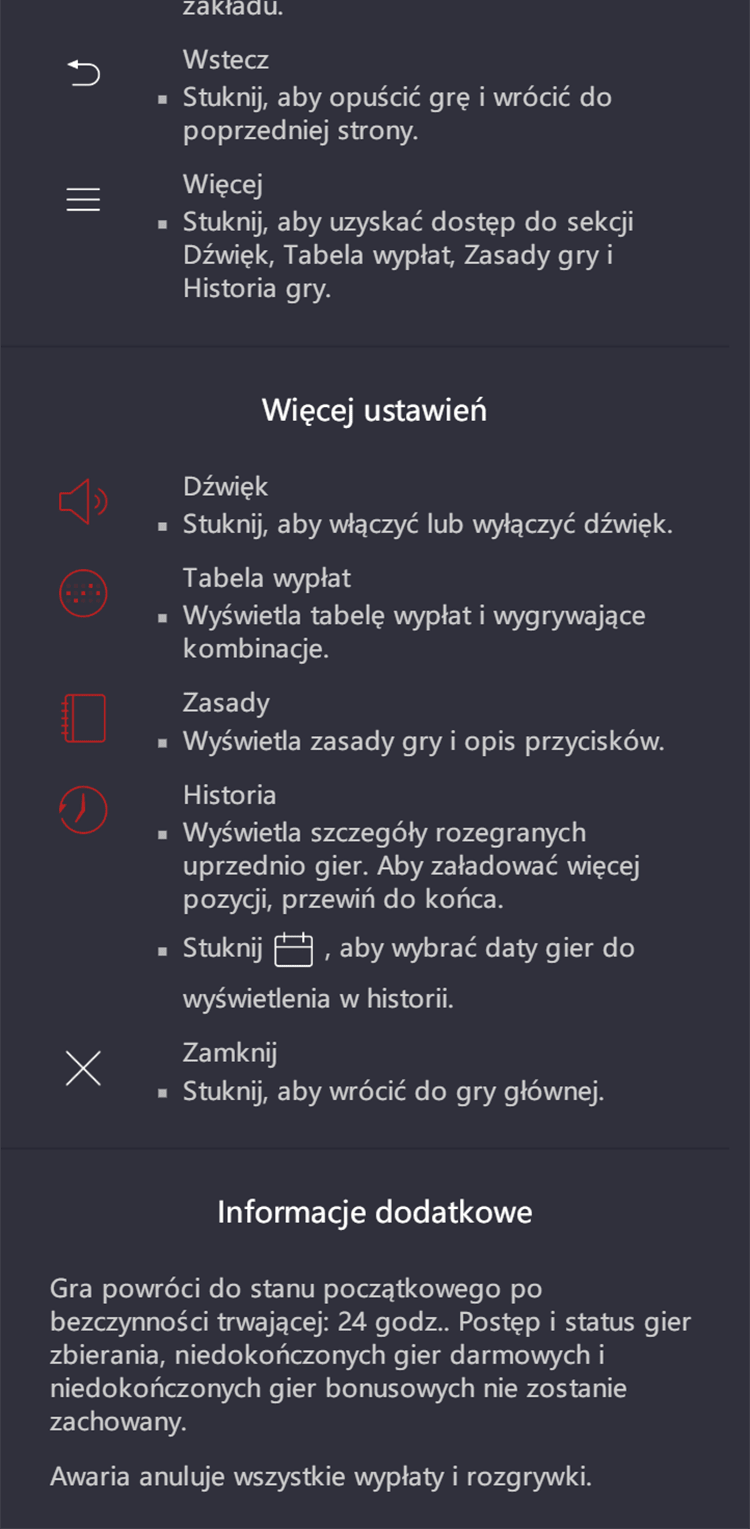 zakładu.
Wstecz
▪ Stuknij, aby opuścić grę i wrócić do
poprzedniej strony.
Więcej
▪ Stuknij, aby uzyskać dostęp do sekcji
Dźwięk, Tabela wypłat, Zasady gry i
Historia gry.
Więcej ustawień
Dźwięk
▪ Stuknij, aby włączyć lub wyłączyć dźwięk.
Tabela wypłat
▪ Wyświetla tabelę wypłat i wygrywające
kombinacje.
Zasady
▪ Wyświetla zasady gry i opis przycisków.
Historia
▪ Wyświetla szczegóły rozegranych
uprzednio gier. Aby załadować więcej
pozycji, przewiń do końca.
▪ Stuknij , aby wybrać daty gier do
wyświetlenia w historii.
Zamknij
▪ Stuknij, aby wrócić do gry głównej.
Informacje dodatkowe
Gra powróci do stanu początkowego po
bezczynności trwającej: 24 godz.. Postęp i status gier
zbierania, niedokończonych gier darmowych i
niedokończonych gier bonusowych nie zostanie
zachowany.
Awaria anuluje wszystkie wypłaty i rozgrywki.